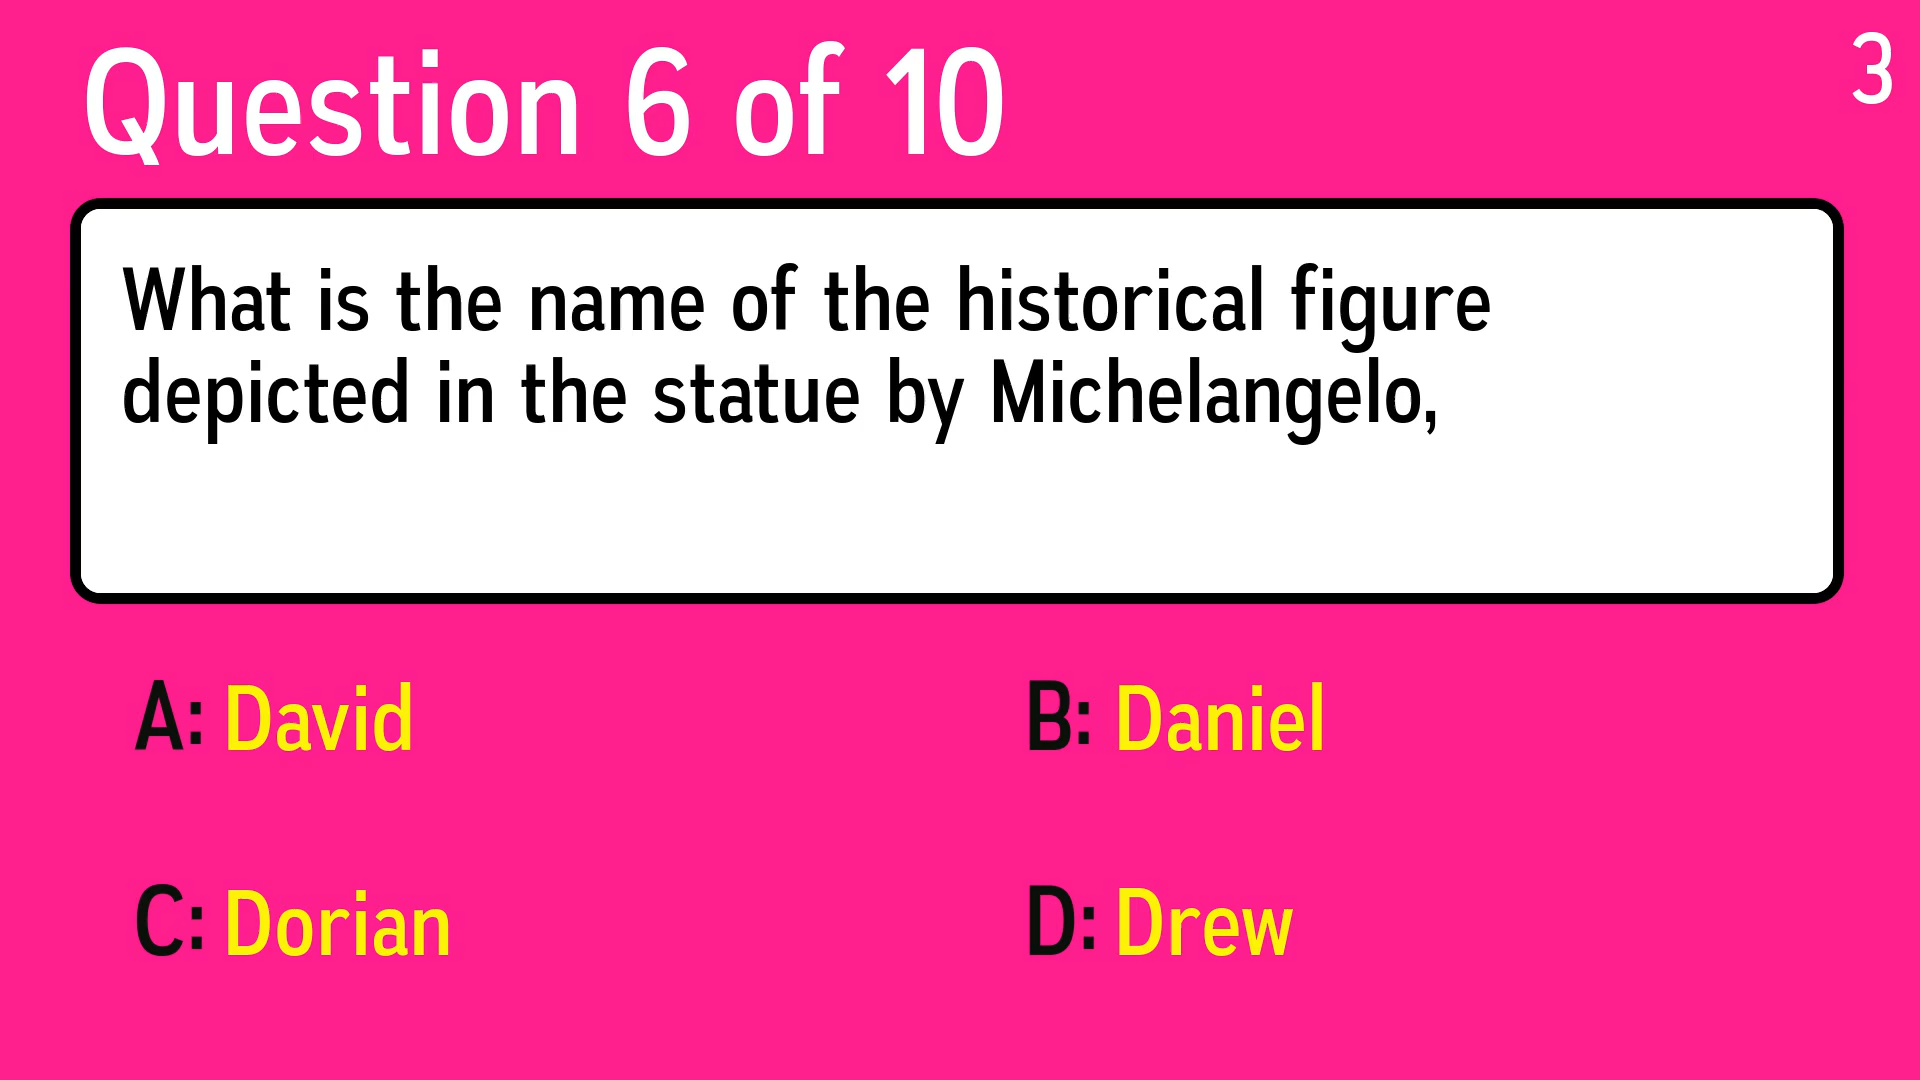 Question 6 of 10
3
What is the name of the historical figure
depicted in the statue by Michelangelo,
A: David
B: Daniel
C: Dorian
D: Drew